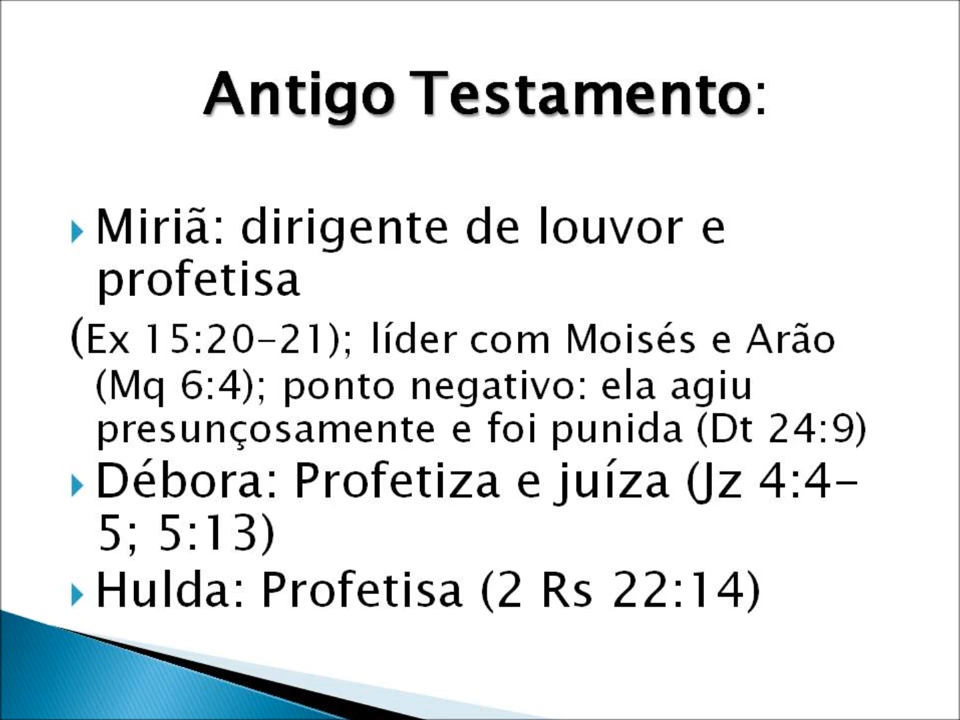 Antigo Testamento:
Miriã: dirigente de louvor e
profetisa
(Ex 15:20-21); líder com Moisés e Arão
(Mq 6:4); ponto negativo: ela agiu
presunçosamente e foi punida (Dt 24:9)
Débora: Profetiza e juíza (Jz 4:4-
5; 5:13)
Hulda: Profetisa (2 Rs 22:14)